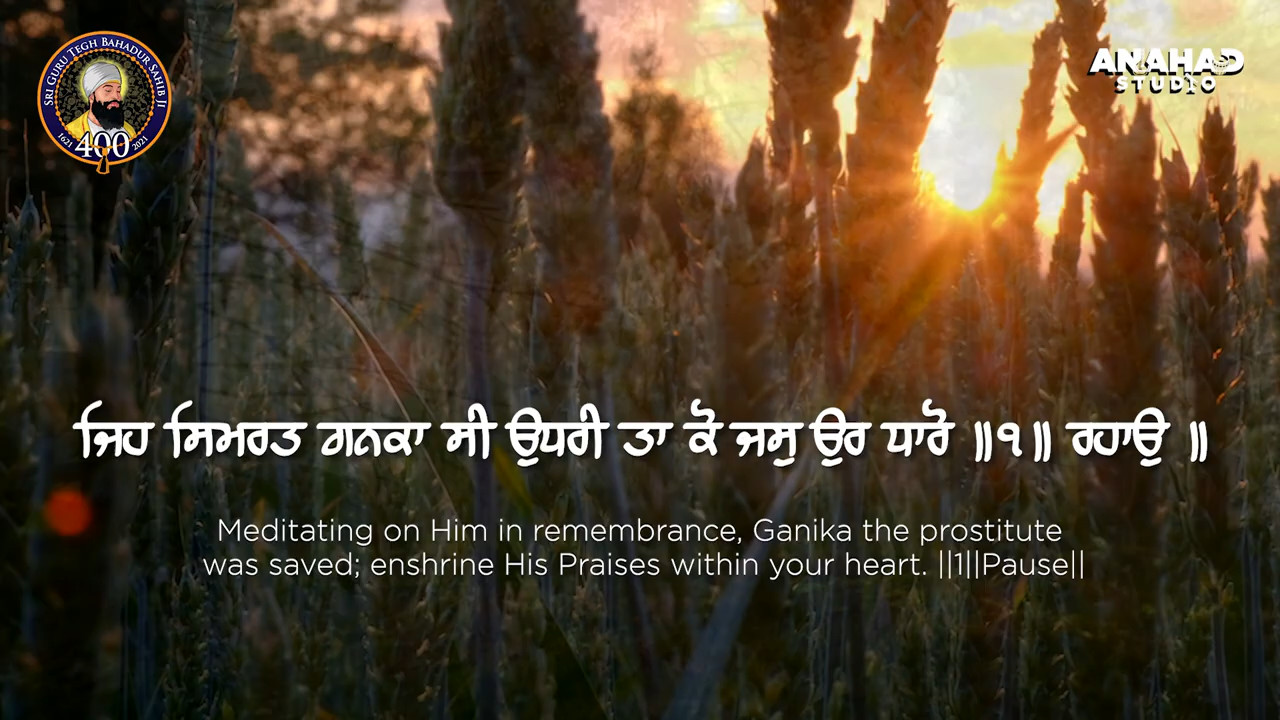 SRI GURU TEGH BAHADUR SAHIB JI
1621 400 2021
ANAHAD
STUDIO
ਜਿਹ ਸਿਮਰਤ ਗਨਕਾ ਸੀ ਉਧਰੀ ਤਾ ਕੋ ਜਸੁ ਉਰ ਧਾਰੋ ॥੧॥ ਰਹਾਉ ॥
Meditating on Him in remembrance, Ganika the prostitute
was saved; enshrine His Praises within your heart. ||1||Pause||